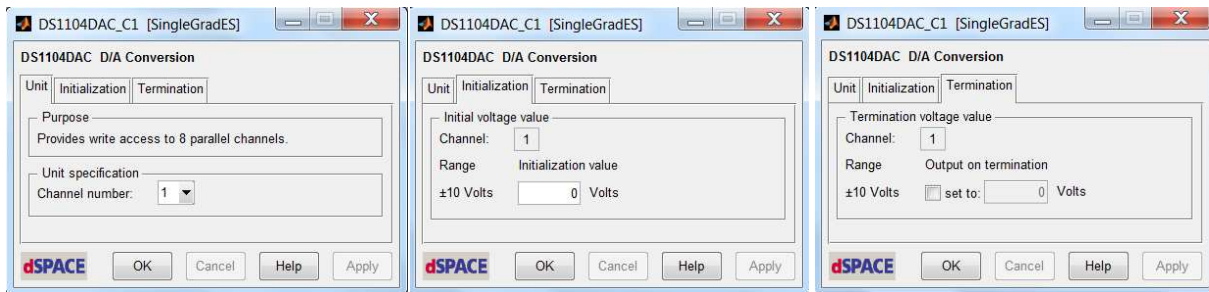 DS1104DAC_C1 [SingleGradES]
DS1104DAC D/A Conversion
Unit Initialization Termination
Purpose
Provides write access to 8 parallel channels.
Unit specification
Channel number: 1
dSPACE OK Cancel Help Apply
DS1104DAC_C1 [SingleGradES]
DS1104DAC D/A Conversion
Unit Initialization Termination
Initial voltage value
Channel: 1
Range Initialization value
±10 Volts 0 Volts
dSPACE OK Cancel Help Apply
DS1104DAC_C1 [SingleGradES]
DS1104DAC D/A Conversion
Unit Initialization Termination
Termination voltage value
Channel: 1
Range Output on termination
±10 Volts set to: 0 Volts
dSPACE OK Cancel Help Apply